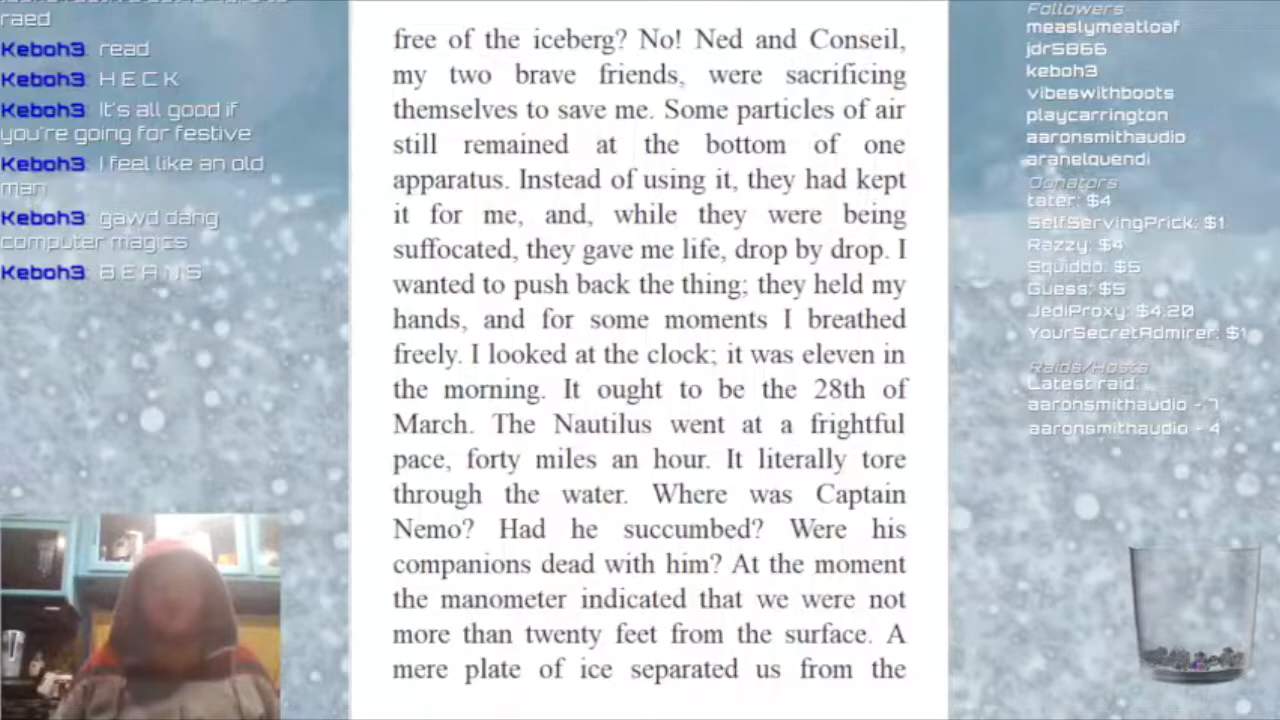 raed
Keboh3: read
Keboh3: H E C K
Keboh3: It's all good if
you're going for festive
Keboh3: I feel like an old
man
Keboh3: gawd dang
computer magics
Keboh3: B E A N S
free of the iceberg? No! Ned and Conseil,
my two brave friends, were sacrificing
themselves to save me. Some particles of air
still remained at the bottom of one
apparatus. Instead of using it, they had kept
it for me, and, while they were being
suffocated, they gave me life, drop by drop. I
wanted to push back the thing; they held my
hands, and for some moments I breathed
freely. I looked at the clock; it was eleven in
the morning. It ought to be the 28th of
March. The Nautilus went at a frightful
pace, forty miles an hour. It literally tore
through the water. Where was Captain
Nemo? Had he succumbed? Were his
companions dead with him? At the moment
the manometer indicated that we were not
more than twenty feet from the surface. A
mere plate of ice separated us from the
Followers
measlymeatloaf
jdr5866
keboh3
vibeswithboots
playcarrington
aaronsmithaudio
aranelquendi
Donators
tater: $4
SelfServingPrick: $1
Razzy: $4
Squidoo: $5
Guess: $5
JediProxy: $4.20
YourSecretAdmirer: $1
Raids/Hosts
Latest raid:
aaronsmithaudio - 7
aaronsmithaudio - 4